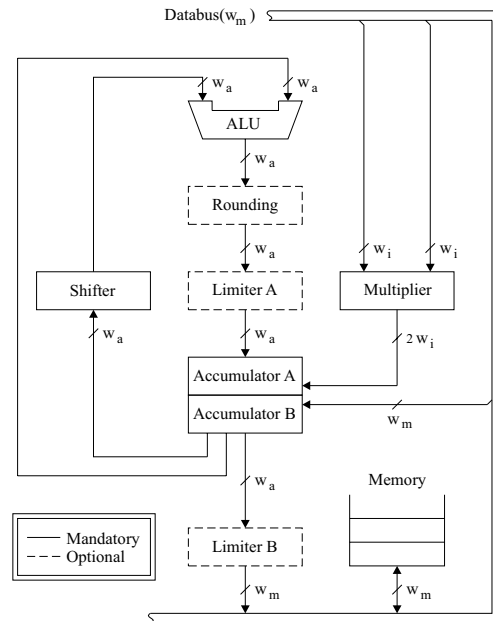 Databus(w_m)
w_a
w_a
ALU
w_a
Rounding
w_a
w_i
w_i
Shifter
Limiter A
Multiplier
w_a
w_a
2 w_i
Accumulator A
Accumulator B
w_m
w_a
Memory
Mandatory
Optional
Limiter B
w_m
w_m